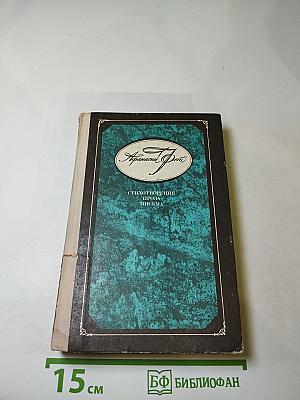 Афанасий Фет
СТИХОТВОРЕНИЯ
ПРОЗА
ПИСЬМА
15 см
БФ БИБЛИОФАН